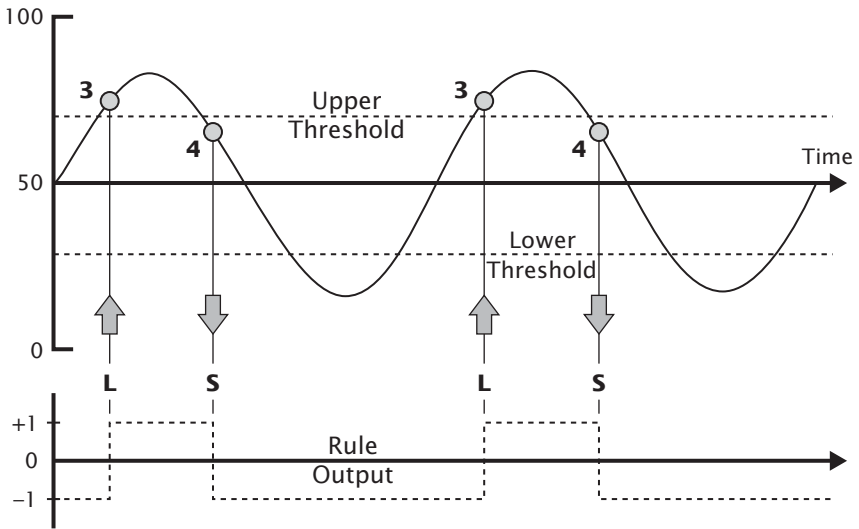 100
3
3
Upper
Threshold
4
4
Time
50
Lower
Threshold
0
L S L S
+1
Rule
0
Output
−1